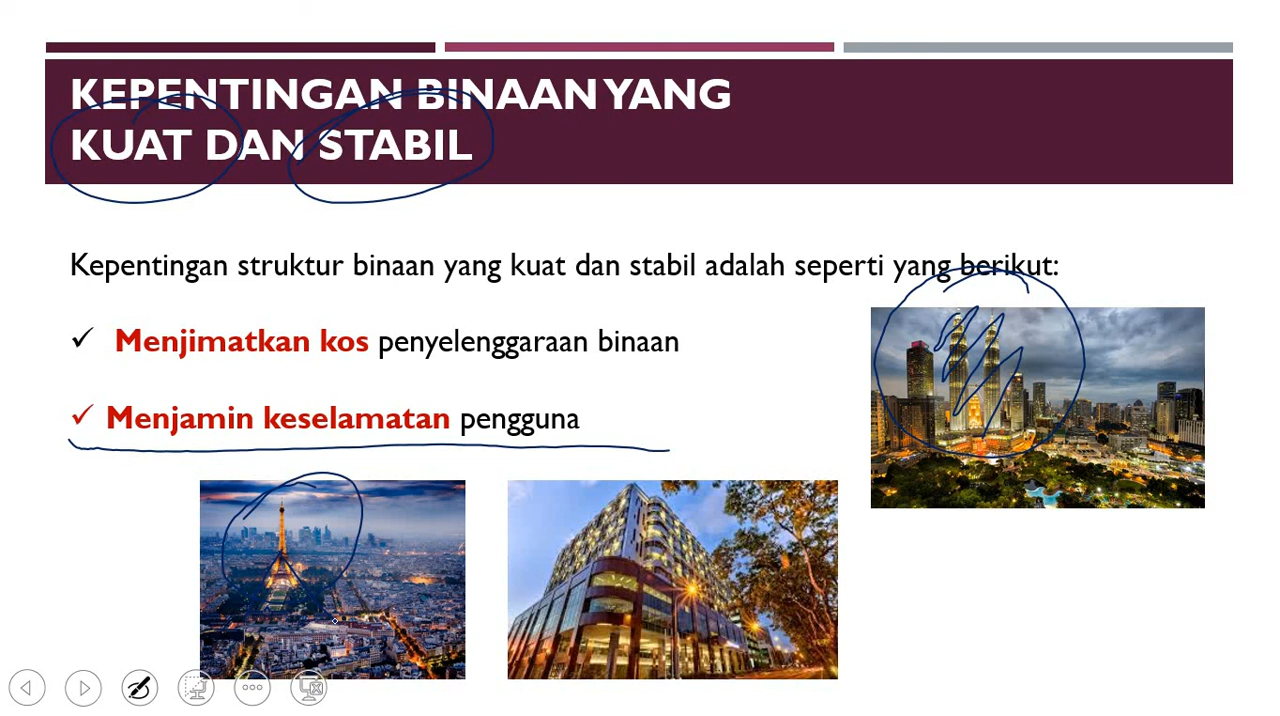 KEPENTINGAN BINAAN YANG
KUAT DAN STABIL
Kepentingan struktur binaan yang kuat dan stabil adalah seperti yang berikut:
✓ Menjimatkan kos penyelenggaraan binaan
✓ Menjamin keselamatan pengguna